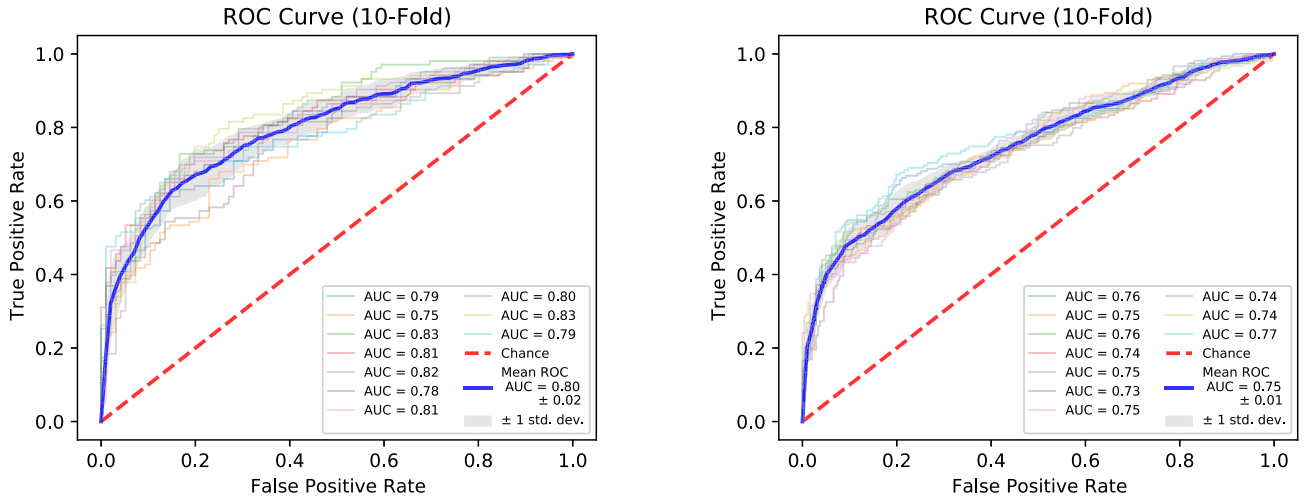 ROC Curve (10-Fold)
True Positive Rate
1.0
0.8
0.6
0.4
0.2
0.0
AUC = 0.79
AUC = 0.75
AUC = 0.83
AUC = 0.81
AUC = 0.82
AUC = 0.78
AUC = 0.81
AUC = 0.80
AUC = 0.83
AUC = 0.79
Chance
Mean ROC
AUC = 0.80
± 0.02
± 1 std. dev.
0.0 0.2 0.4 0.6 0.8 1.0
False Positive Rate
ROC Curve (10-Fold)
True Positive Rate
1.0
0.8
0.6
0.4
0.2
0.0
AUC = 0.76
AUC = 0.75
AUC = 0.76
AUC = 0.74
AUC = 0.75
AUC = 0.73
AUC = 0.75
AUC = 0.74
AUC = 0.74
AUC = 0.77
Chance
Mean ROC
AUC = 0.75
± 0.01
± 1 std. dev.
0.0 0.2 0.4 0.6 0.8 1.0
False Positive Rate